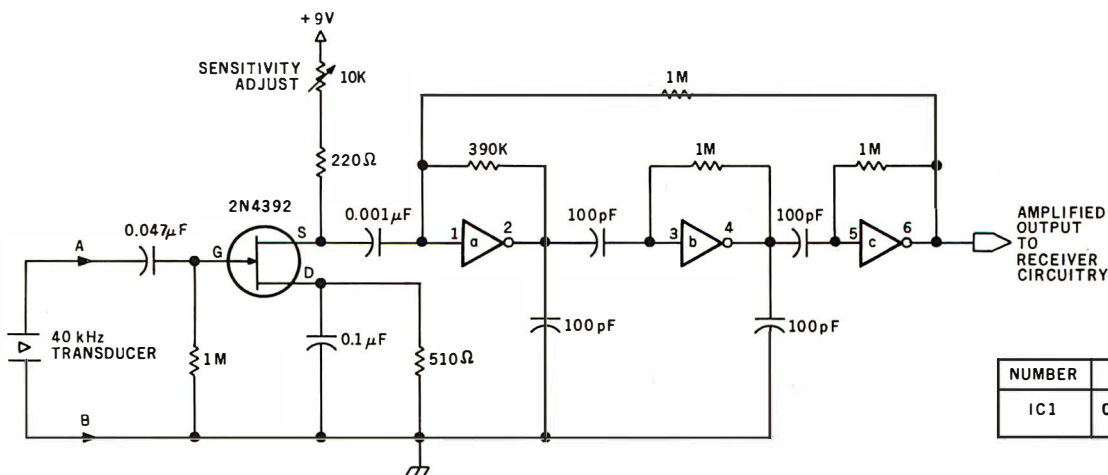 +9V
SENSITIVITY
ADJUST
10K
1M
220Ω
390K
1M
1M
2N4392
0.047µF
S
0.001µF
1
a
2
100pF
3
b
4
100pF
5
c
6
AMPLIFIED
OUTPUT
TO
RECEIVER
CIRCUITRY
A
G
D
40 kHz
TRANSDUCER
1M
0.1µF
510Ω
100pF
100pF
B
NUMBER
IC1